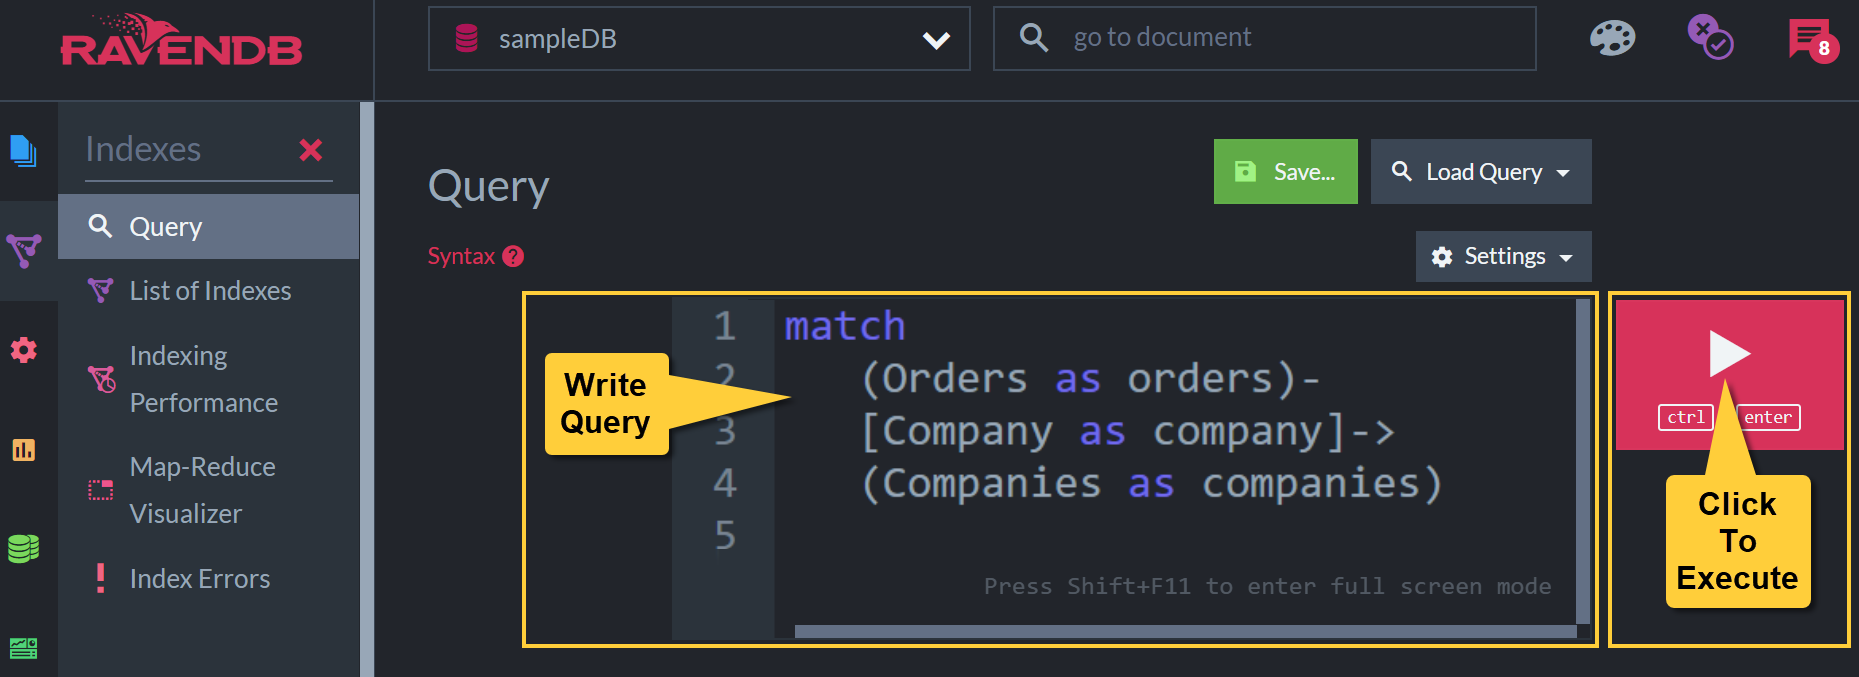 RAVENDB
sampleDB
go to document
8
Indexes
Query
List of Indexes
Indexing
Performance
Map-Reduce
Visualizer
Index Errors
Query
Save...
Load Query
Syntax ?
Settings
1 match
2 (Orders as orders)-
3 [Company as company]->
4 (Companies as companies)
5
Press Shift+F11 to enter full screen mode
Write
Query
ctrl enter
Click
To
Execute